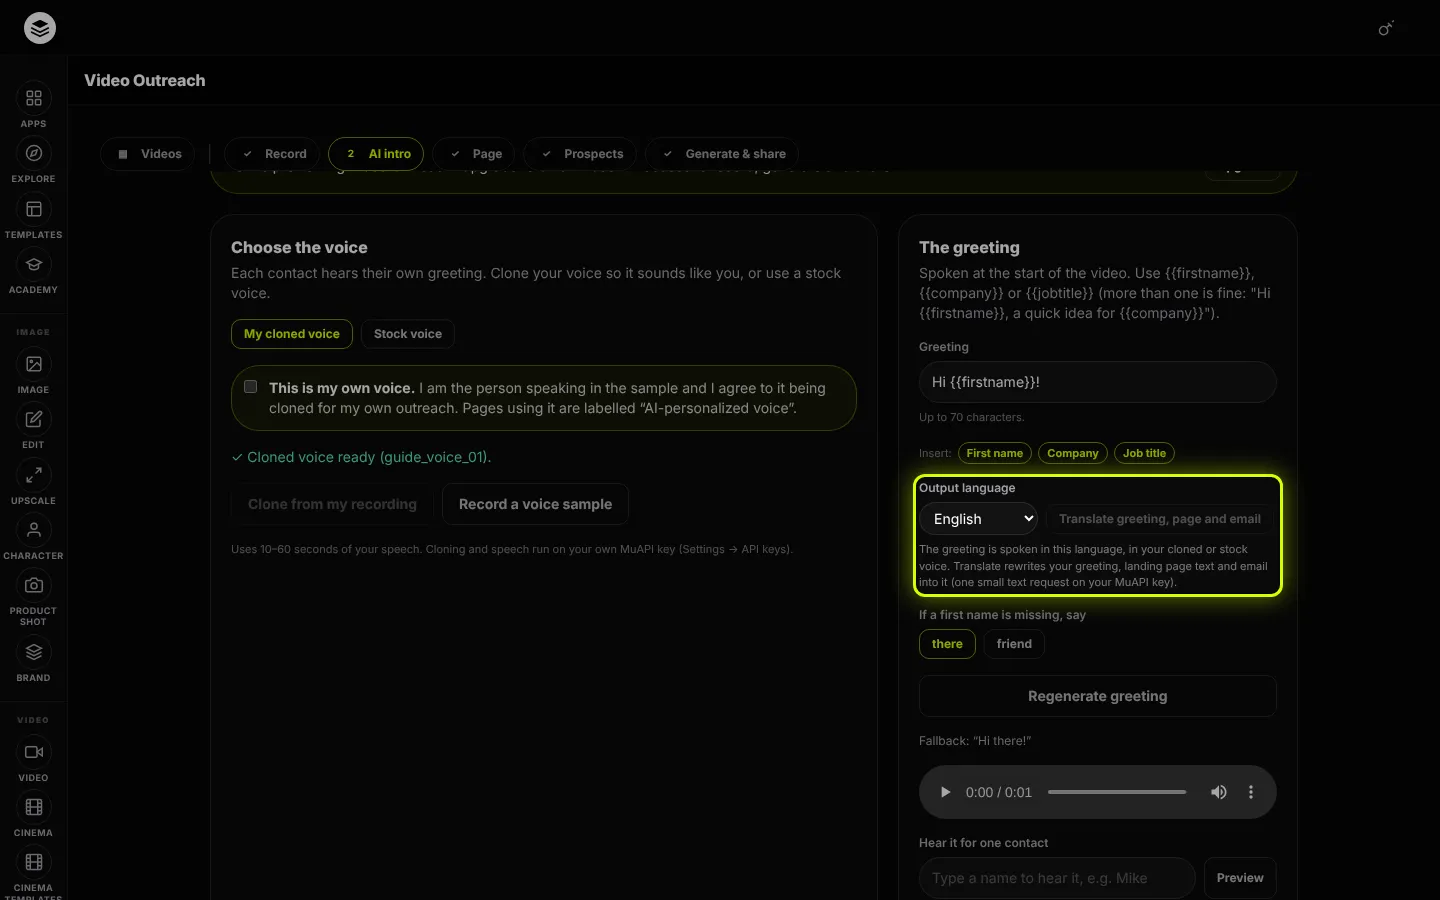 Video Outreach
APPS
EXPLORE
TEMPLATES
ACADEMY
IMAGE
IMAGE
EDIT
UPSCALE
CHARACTER
PRODUCT
SHOT
BRAND
VIDEO
VIDEO
CINEMA
CINEMA
TEMPLATES
Videos
Record
2 AI intro
Page
Prospects
Generate & share
Choose the voice
Each contact hears their own greeting. Clone your voice so it sounds like you, or use a stock
voice.
My cloned voice
Stock voice
This is my own voice. I am the person speaking in the sample and I agree to it being
cloned for my own outreach. Pages using it are labelled “AI-personalized voice”.
✓ Cloned voice ready (guide_voice_01).
Clone from my recording
Record a voice sample
Uses 10–60 seconds of your speech. Cloning and speech run on your own MuAPI key (Settings → API keys).
The greeting
Spoken at the start of the video. Use {{firstname}},
{{company}} or {{jobtitle}} (more than one is fine: "Hi
{{firstname}}, a quick idea for {{company}}").
Greeting
Hi {{firstname}}!
Up to 70 characters.
Insert: First name Company Job title
Output language
English
Translate greeting, page and email
The greeting is spoken in this language, in your cloned or stock
voice. Translate rewrites your greeting, landing page text and email
into it (one small text request on your MuAPI key).
If a first name is missing, say
there
friend
Regenerate greeting
Fallback: “Hi there!”
0:00 / 0:01
Hear it for one contact
Type a name to hear it, e.g. Mike
Preview